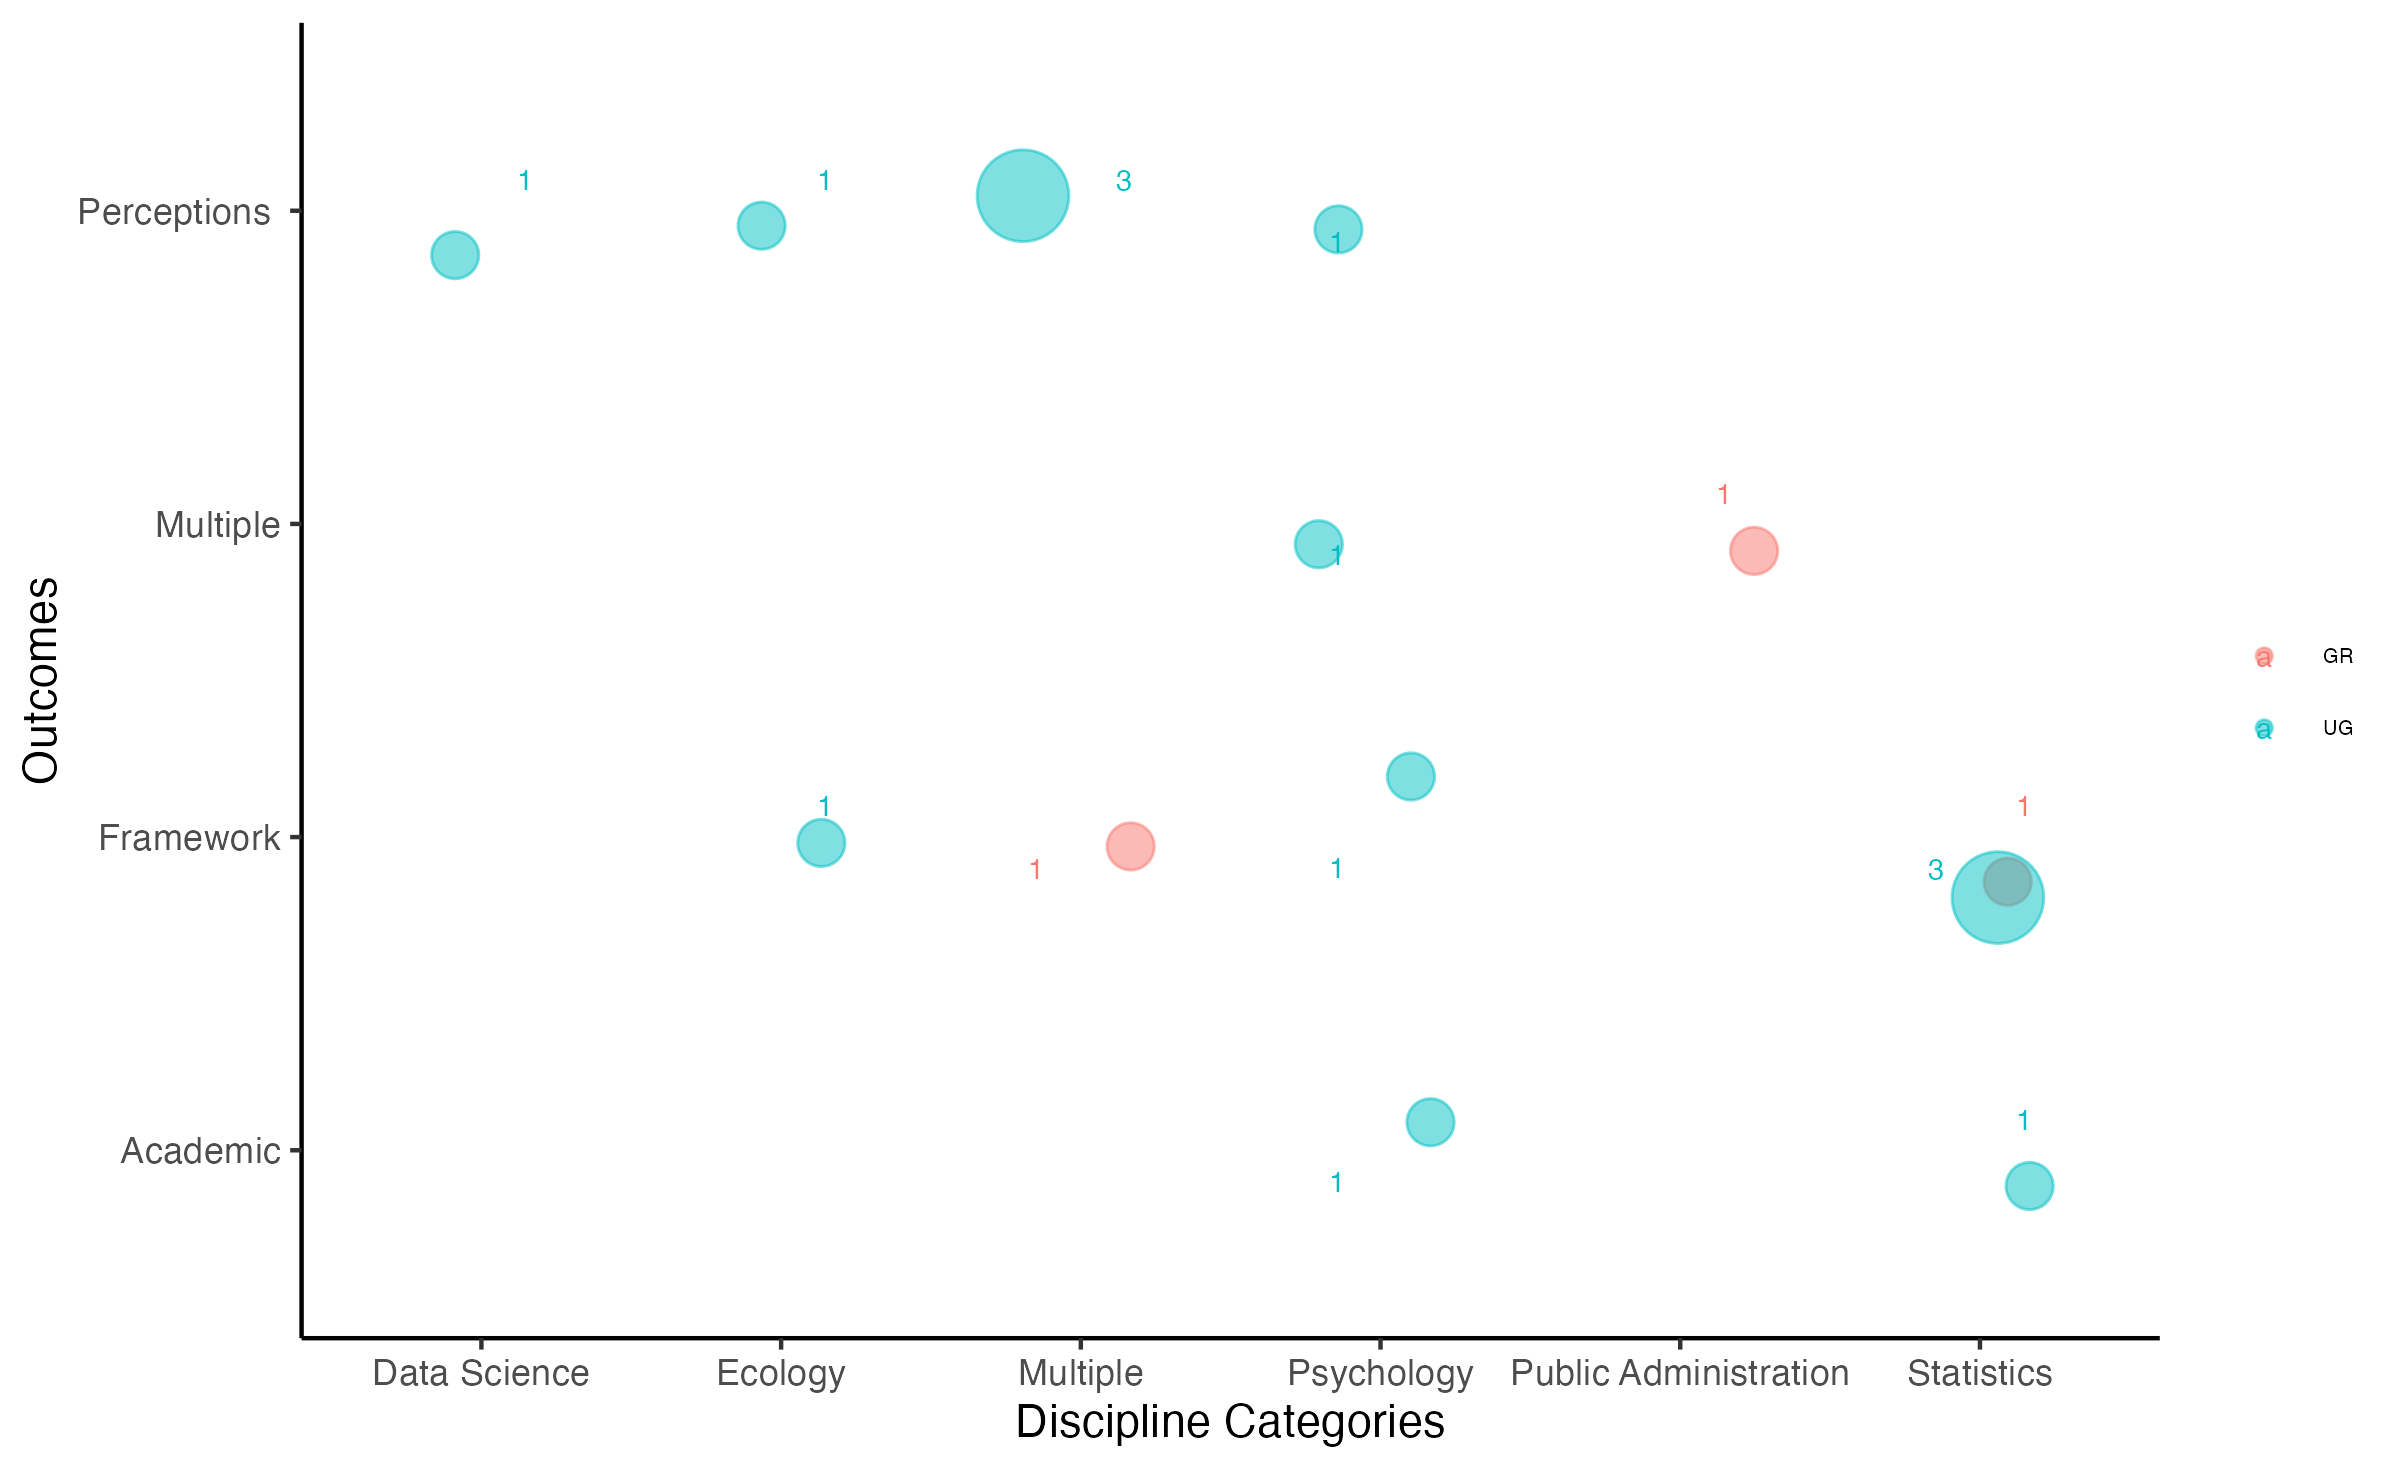 1
1
3
Perceptions
1
1
Multiple
1
Outcomes
a GR
a UG
1
1
Framework
1
1
3
1
Academic
1
1
Data Science
Ecology
Multiple
Psychology
Public Administration
Statistics
Discipline Categories